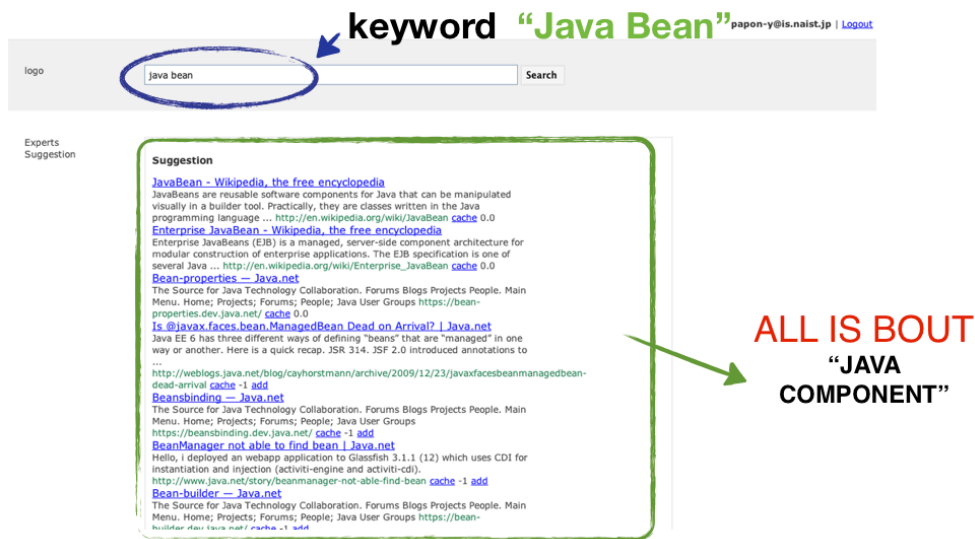 keyword “Java Bean”
papon-y@is.naist.jp | Logout
logo
java bean
Search
Experts
Suggestion
Suggestion
JavaBean - Wikipedia, the free encyclopedia
JavaBeans are reusable software components for Java that can be manipulated
visually in a builder tool. Practically, they are classes written in the Java
programming language ... http://en.wikipedia.org/wiki/JavaBean cache 0.0
Enterprise JavaBean - Wikipedia, the free encyclopedia
Enterprise JavaBeans (EJB) is a managed, server-side component architecture for
modular construction of enterprise applications. The EJB specification is one of
several Java ... http://en.wikipedia.org/wiki/Enterprise_JavaBean cache 0.0
Bean-properties — Java.net
The Source for Java Technology Collaboration. Forums Blogs Projects People. Main
Menu. Home; Projects; Forums; People; Java User Groups https://bean-
properties.dev.java.net/ cache 0.0
Is @javax.faces.bean.ManagedBean Dead on Arrival? | Java.net
Java EE 6 has three different ways of defining “beans” that are “managed” in one
way or another. Here is a quick recap. JSR 314. JSF 2.0 introduced annotations to
...
http://weblogs.java.net/blog/cayhorstmann/archive/2009/12/23/javaxfacesbeanmanagedbean-
dead-arrival cache -1 add
Beansbinding — Java.net
The Source for Java Technology Collaboration. Forums Blogs Projects People. Main
Menu. Home; Projects; Forums; People; Java User Groups
https://beansbinding.dev.java.net/ cache -1 add
BeanManager not able to find bean | Java.net
Hello, i deployed an webapp application to Glassfish 3.1.1 (12) which uses CDI for
instantiation and injection (activiti-engine and activiti-cdi).
http://www.java.net/story/beanmanager-not-able-find-bean cache -1 add
Bean-builder — Java.net
The Source for Java Technology Collaboration. Forums Blogs Projects People. Main
Menu. Home; Projects; Forums; People; Java User Groups https://bean-
builder.dev.java.net/ cache -1 add
ALL IS BOUT
“JAVA
COMPONENT”